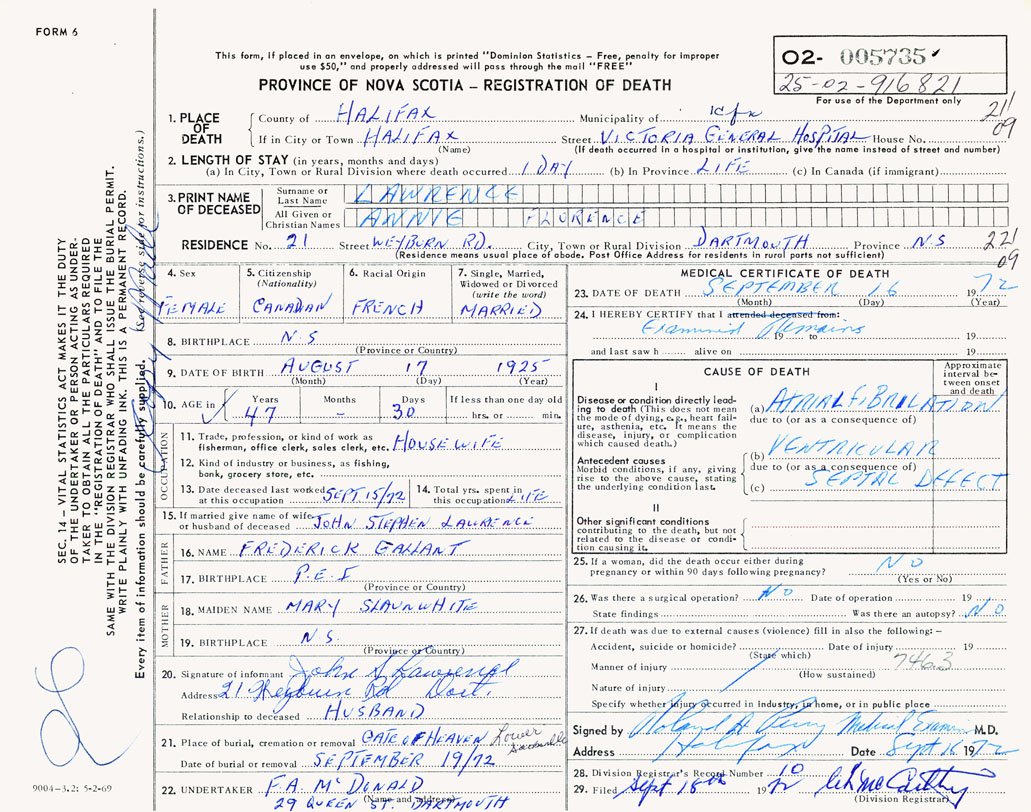 FORM 6
This form, if placed in an envelope, on which is printed "Dominion Statistics – Free, penalty for improper
use $50," and properly addressed will pass through the mail "FREE"
PROVINCE OF NOVA SCOTIA – REGISTRATION OF DEATH
O2- 005735
25-02-916821
For use of the Department only
211
09
1. PLACE OF DEATH
County of HALIFAX Municipality of
If in City or Town HALIFAX Street VICTORIA GENERAL HOSPITAL House No.
(Name) (If death occurred in a hospital or institution, give the name instead of street and number)
2. LENGTH OF STAY (in years, months and days)
(a) In City, Town or Rural Division where death occurred 1 DAY (b) In Province LIFE (c) In Canada (if immigrant)
3. PRINT NAME OF DECEASED
Surname or Last Name LAWRENCE
All Given or Christian Names ANNIE FLORENCE
RESIDENCE No. 21 Street WEYBURN RD. City, Town or Rural Division DARTMOUTH Province N.S
(Residence means usual place of abode. Post Office Address for residents in rural parts not sufficient)
221
09
4. Sex FEMALE
5. Citizenship (Nationality) CANADIAN
6. Racial Origin FRENCH
7. Single, Married, Widowed or Divorced (write the word) MARRIED
8. BIRTHPLACE N.S
(Province or Country)
9. DATE OF BIRTH AUGUST 17 1925
(Month) (Day) (Year)
10. AGE in Years 47 Months – Days 30 If less than one day old hrs. or min.
OCCUPATION
11. Trade, profession, or kind of work as fisherman, office clerk, sales clerk, etc. HOUSEWIFE
12. Kind of industry or business, as fishing, bank, grocery store, etc.
13. Date deceased last worked at this occupation SEPT 15/72
14. Total yrs. spent in this occupation LIFE
15. If married give name of wife or husband of deceased JOHN STEPHEN LAWRENCE
FATHER
16. NAME FREDERICK GALLANT
17. BIRTHPLACE P.E.I
(Province or Country)
MOTHER
18. MAIDEN NAME MARY SLAUNWHITE
19. BIRTHPLACE N.S.
(Province or Country)
20. Signature of informant John S Lawrence
Address 21 Weyburn Rd Dart.
Relationship to deceased HUSBAND
21. Place of burial, cremation or removal GATE OF HEAVEN Lower Sackville
Date of burial or removal SEPTEMBER 19/72
22. UNDERTAKER F.A. McDONALD
(Name and address)
29 QUEEN ST. DARTMOUTH
MEDICAL CERTIFICATE OF DEATH
23. DATE OF DEATH SEPTEMBER 16 1972
(Month) (Day) (Year)
24. I HEREBY CERTIFY that I attended deceased from:
Examined Remains
19 to 19
and last saw h alive on 19
CAUSE OF DEATH
Approximate interval between onset and death
I
Disease or condition directly leading to death (This does not mean the mode of dying, e.g., heart failure, asthenia, etc. It means the disease, injury, or complication which caused death.)
(a) ATRIAL FIBRILATION
due to (or as a consequence of)
Antecedent causes
Morbid conditions, if any, giving rise to the above cause, stating the underlying condition last.
(b) VENTRICULAR
due to (or as a consequence of)
(c) SEPTAL DEFECT
II
Other significant conditions contributing to the death, but not related to the disease or condition causing it.
25. If a woman, did the death occur either during pregnancy or within 90 days following pregnancy? NO
(Yes or No)
26. Was there a surgical operation? NO Date of operation 19
State findings Was there an autopsy? NO
27. If death was due to external causes (violence) fill in also the following: –
Accident, suicide or homicide? Date of injury 19
(State which)
7463
Manner of injury
(How sustained)
Nature of injury
Specify whether injury occurred in industry, in home, or in public place
Signed by Roland A Perry Medical Examiner M.D.
Address Halifax Date Sept 18 1972
28. Division Registrar's Record Number 10
29. Filed Sept 18th 1972
(Division Registrar)
SEC. 14 – VITAL STATISTICS ACT MAKES IT THE DUTY
OF THE UNDERTAKER OR PERSON ACTING AS UNDER-
TAKER TO OBTAIN ALL THE PARTICULARS REQUIRED
IN THE "REGISTRATION OF DEATH" AND TO FILE THE
SAME WITH THE DIVISION REGISTRAR WHO SHALL ISSUE THE BURIAL PERMIT.
WRITE PLAINLY WITH UNFADING INK. THIS IS A PERMANENT RECORD.
Every item of information should be carefully supplied. (See reverse side for instructions.)
9004–3.2: 5-2-69